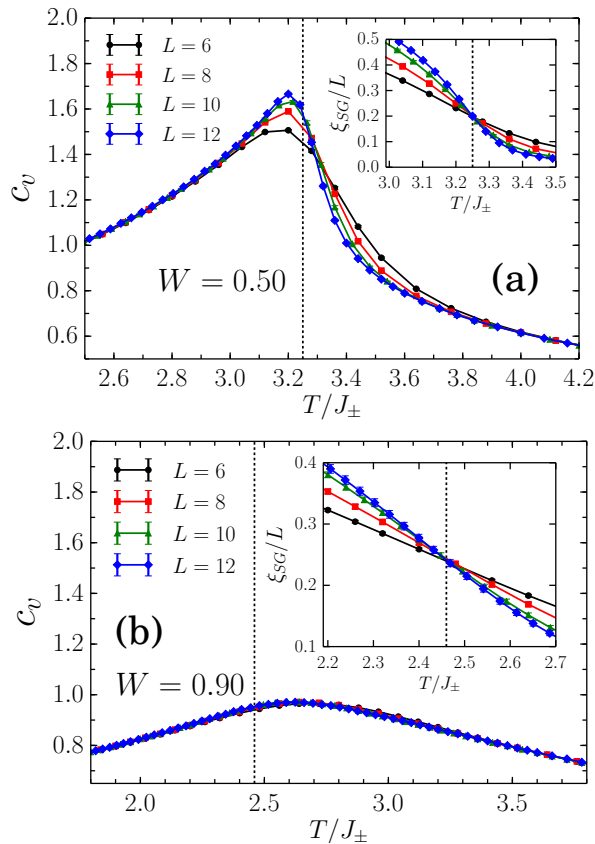 2.0
1.8
1.6
1.4
1.2
1.0
0.8
0.6
c_v
L = 6
L = 8
L = 10
L = 12
W = 0.50
(a)
2.6 2.8 3.0 3.2 3.4 3.6 3.8 4.0 4.2
T/J_±
0.5
0.4
0.3
0.2
0.1
0.0
ξ_SG/L
3.0 3.1 3.2 3.3 3.4 3.5
T/J_±
2.0
1.8
1.6
1.4
1.2
1.0
0.8
c_v
L = 6
L = 8
L = 10
L = 12
(b)
W = 0.90
2.0 2.5 3.0 3.5
T/J_±
0.4
0.3
0.2
0.1
ξ_SG/L
2.2 2.3 2.4 2.5 2.6 2.7
T/J_±